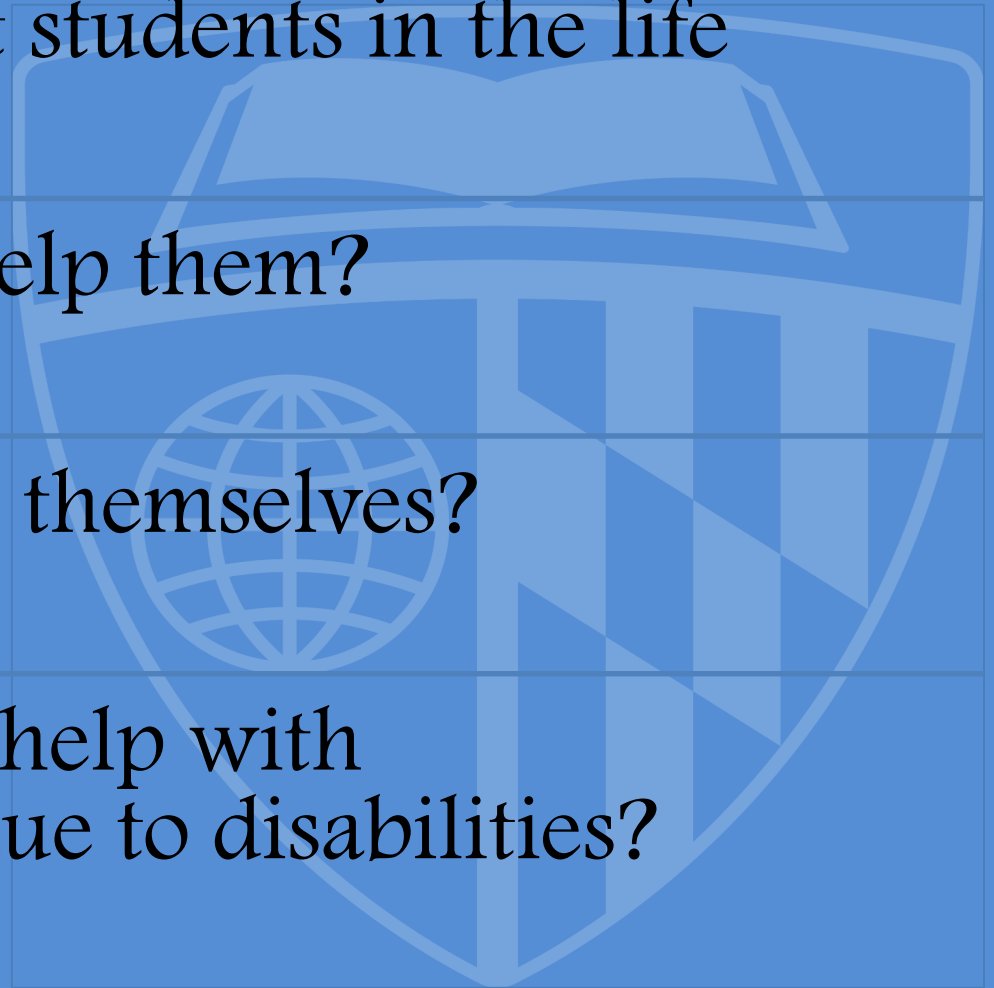 students in the life
elp them?
themselves?
help with
ue to disabilities?